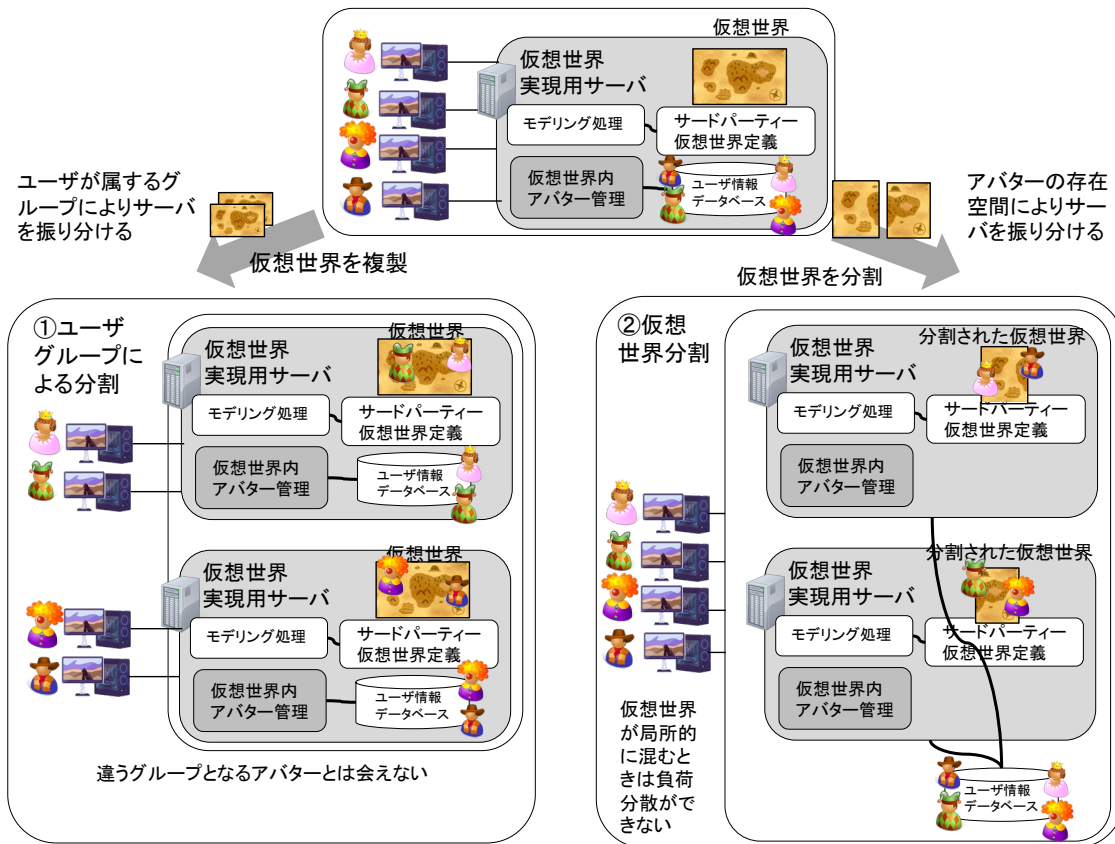 仮想世界
仮想世界
実現用サーバ
モデリング処理
サードパーティー
仮想世界定義
仮想世界内
アバター管理
ユーザ情報
データベース
ユーザが属するグ
ループによりサーバ
を振り分ける
仮想世界を複製
アバターの存在
空間によりサー
バを振り分ける
仮想世界を分割
①ユーザ
グループに
よる分割
仮想世界
仮想世界
実現用サーバ
モデリング処理
サードパーティー
仮想世界定義
仮想世界内
アバター管理
ユーザ情報
データベース
仮想世界
仮想世界
実現用サーバ
モデリング処理
サードパーティー
仮想世界定義
仮想世界内
アバター管理
ユーザ情報
データベース
違うグループとなるアバターとは会えない
②仮想
世界分割
分割された仮想世界
仮想世界
実現用サーバ
モデリング処理
サードパーティー
仮想世界定義
仮想世界内
アバター管理
分割された仮想世界
仮想世界
実現用サーバ
モデリング処理
サードパーティー
仮想世界定義
仮想世界内
アバター管理
仮想世界
が局所的
に混むと
きは負荷
分散がで
きない
ユーザ情報
データベース